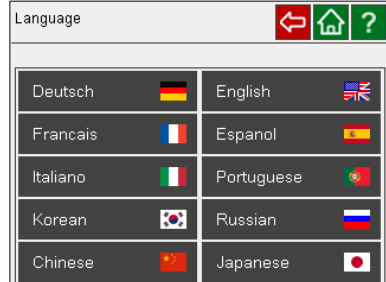 Language
?
Deutsch
English
Francais
Espanol
Italiano
Portuguese
Korean
Russian
Chinese
Japanese